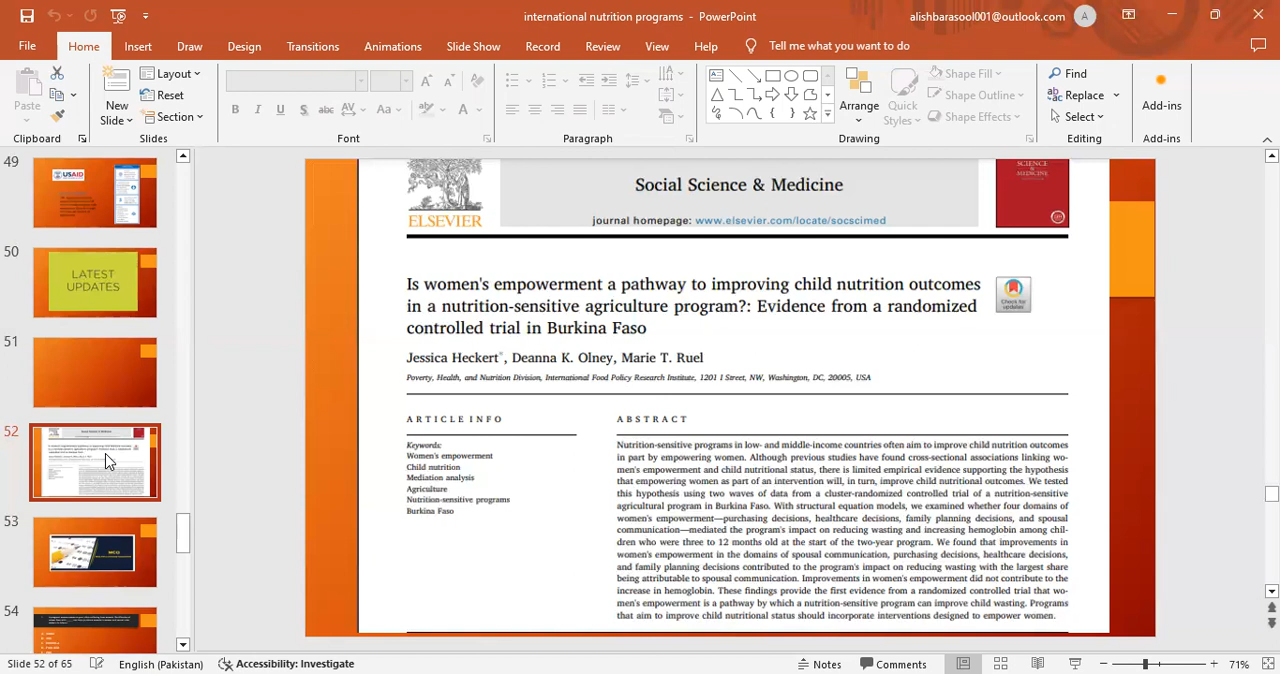 international nutrition programs - PowerPoint
alishbarasool001@outlook.com
A
File
Home
Insert
Draw
Design
Transitions
Animations
Slide Show
Record
Review
View
Help
Tell me what you want to do
Paste
Clipboard
New
Slide
Layout
Reset
Section
Slides
B I U S abc AV Aa A
Font
Paragraph
Arrange
Quick
Styles
Shape Fill
Shape Outline
Shape Effects
Drawing
Find
Replace
Select
Editing
Add-ins
Add-ins
49
USAID
50
LATEST
UPDATES
51
52
53
MCQ
54
ELSEVIER
Social Science & Medicine
journal homepage: www.elsevier.com/locate/socscimed
SCIENCE
& MEDICINE
Is women's empowerment a pathway to improving child nutrition outcomes
in a nutrition-sensitive agriculture program?: Evidence from a randomized
controlled trial in Burkina Faso
Check for
updates
Jessica Heckert*, Deanna K. Olney, Marie T. Ruel
Poverty, Health, and Nutrition Division, International Food Policy Research Institute, 1201 I Street, NW, Washington, DC, 20005, USA
ARTICLE INFO
Keywords:
Women's empowerment
Child nutrition
Mediation analysis
Agriculture
Nutrition-sensitive programs
Burkina Faso
ABSTRACT
Nutrition-sensitive programs in low- and middle-income countries often aim to improve child nutrition outcomes
in part by empowering women. Although previous studies have found cross-sectional associations linking wo-
men's empowerment and child nutritional status, there is limited empirical evidence supporting the hypothesis
that empowering women as part of an intervention will, in turn, improve child nutritional outcomes. We tested
this hypothesis using two waves of data from a cluster-randomized controlled trial of a nutrition-sensitive
agricultural program in Burkina Faso. With structural equation models, we examined whether four domains of
women's empowerment—purchasing decisions, healthcare decisions, family planning decisions, and spousal
communication—mediated the program's impact on reducing wasting and increasing hemoglobin among chil-
dren who were three to 12 months old at the start of the two-year program. We found that improvements in
women's empowerment in the domains of spousal communication, purchasing decisions, healthcare decisions,
and family planning decisions contributed to the program's impact on reducing wasting with the largest share
being attributable to spousal communication. Improvements in women's empowerment did not contribute to the
increase in hemoglobin. These findings provide the first evidence from a randomized controlled trial that wo-
men's empowerment is a pathway by which a nutrition-sensitive program can improve child wasting. Programs
that aim to improve child nutritional status should incorporate interventions designed to empower women.
Slide 52 of 65
English (Pakistan)
Accessibility: Investigate
Notes
Comments
71%